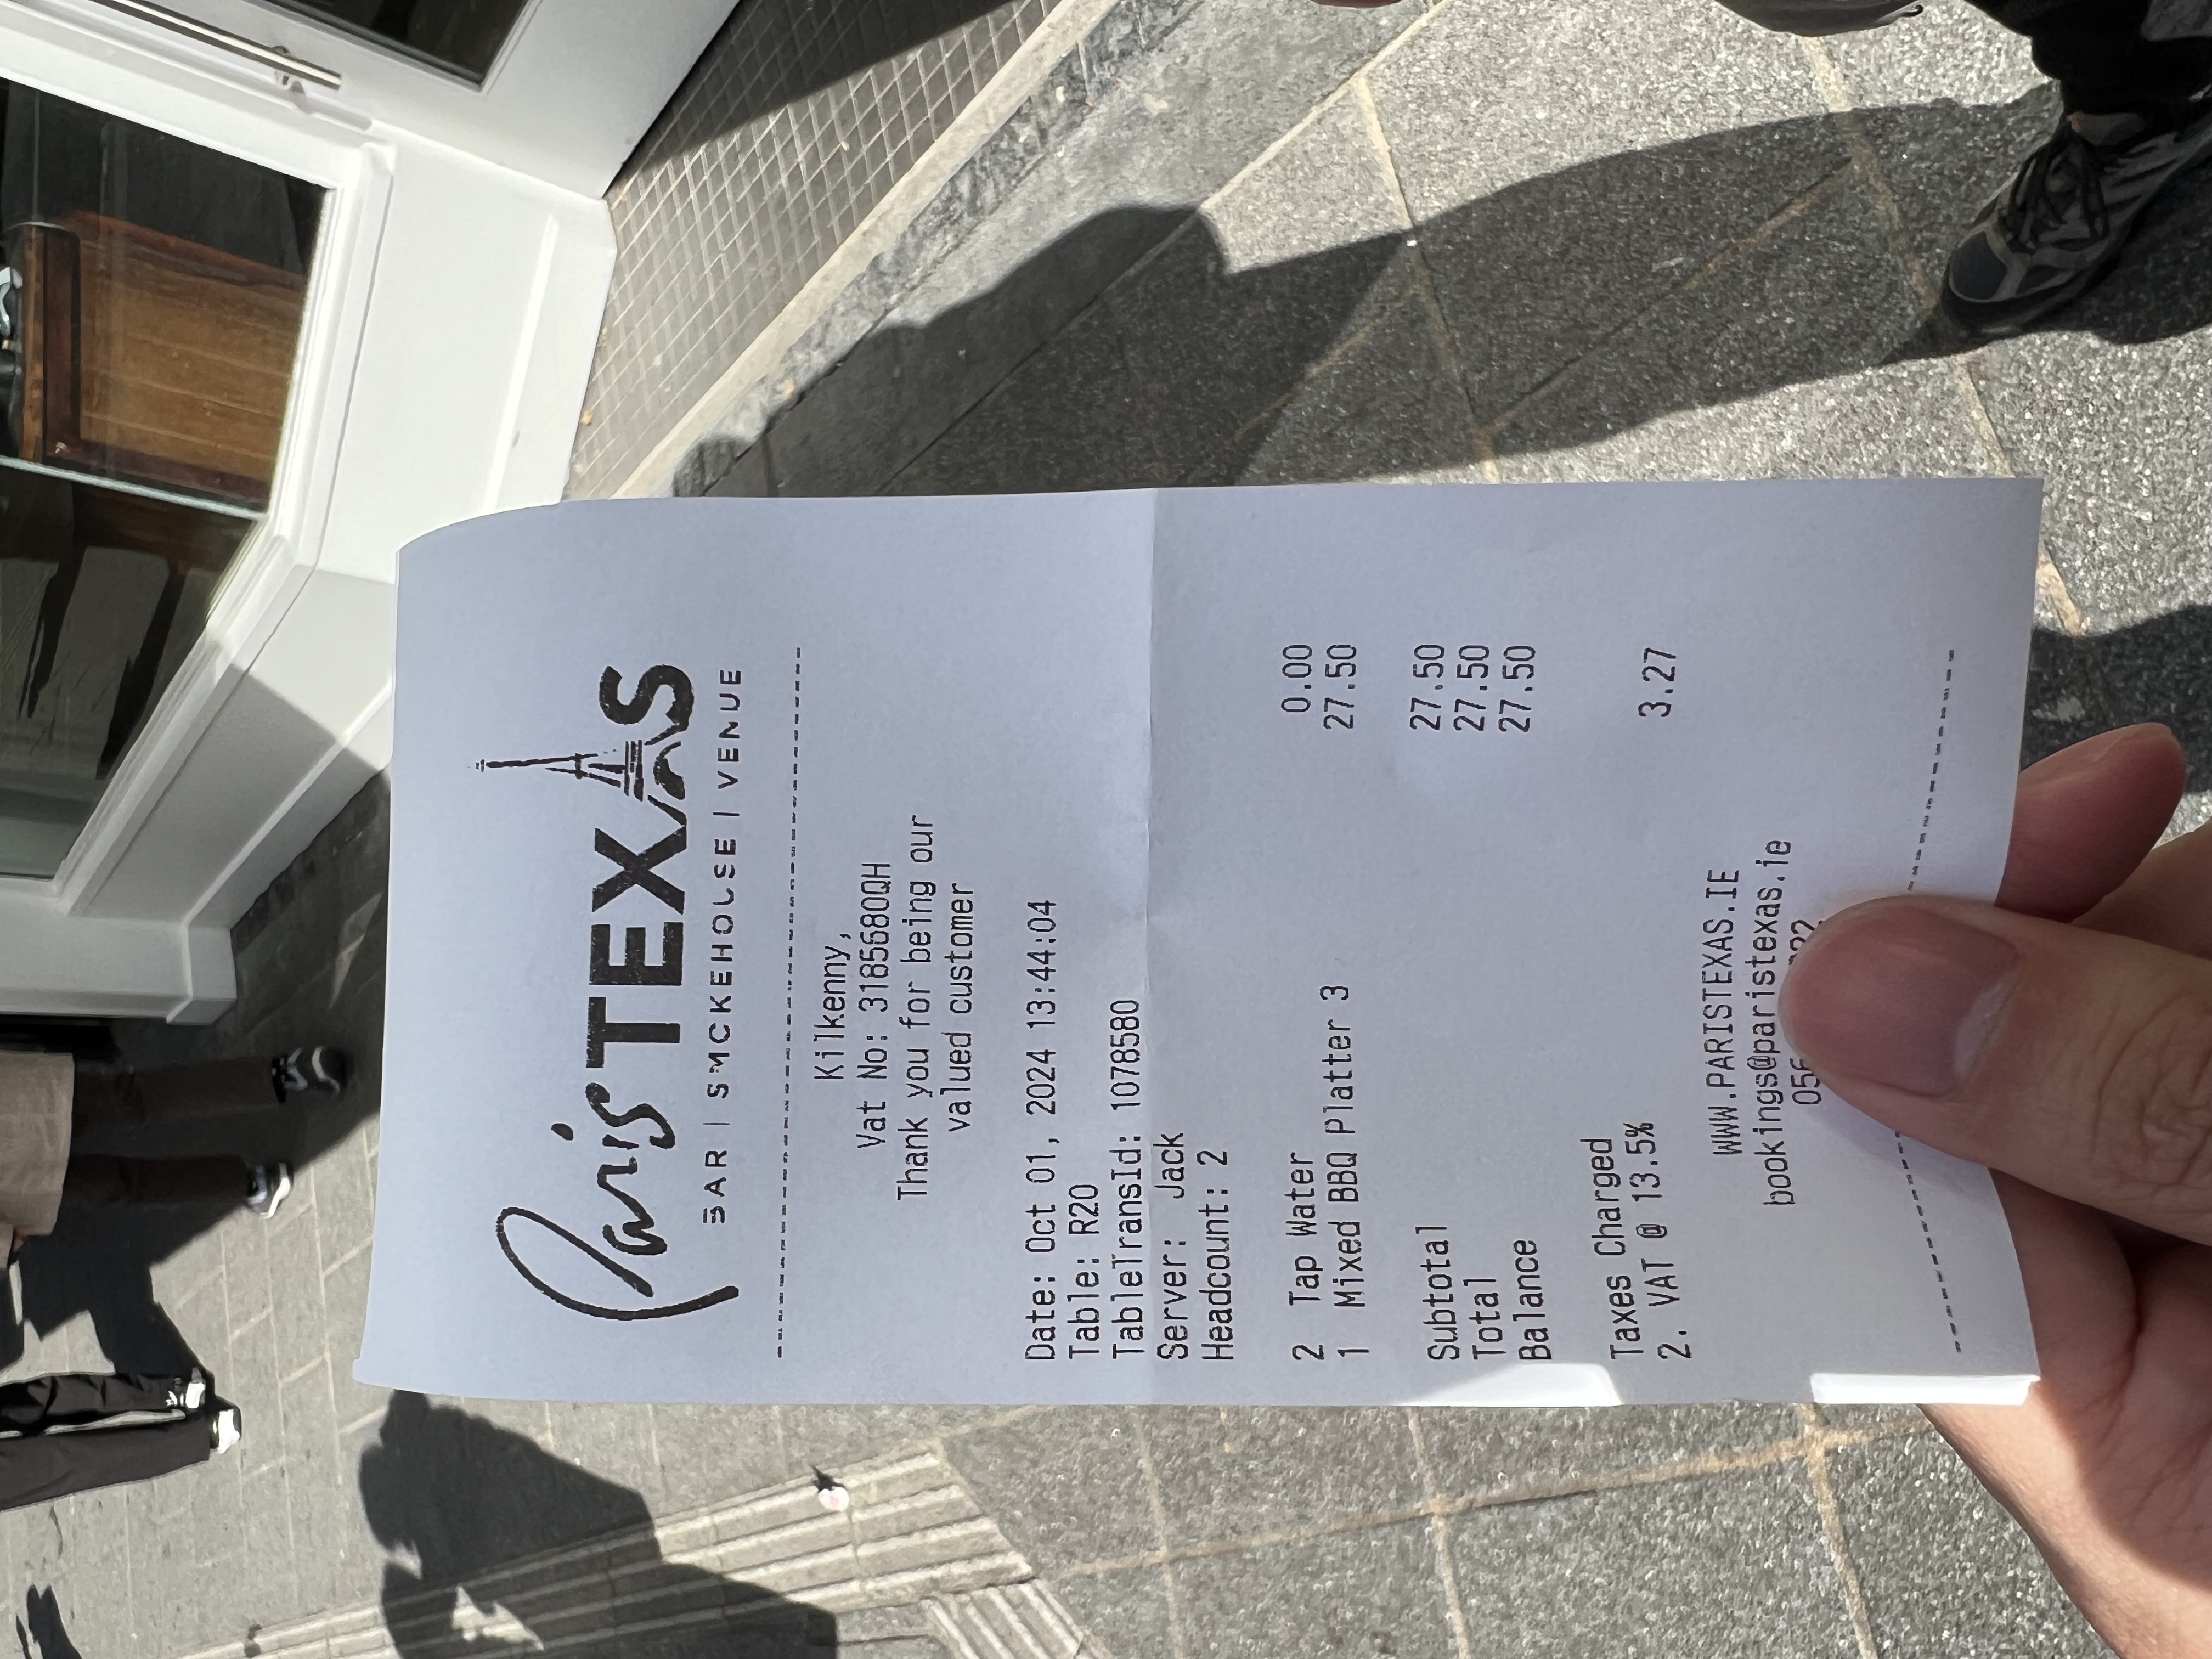 Paris TEXAS
BAR | SMOKEHOUSE | VENUE
Kilkenny,
Vat No: 3185680QH
Thank you for being our
valued customer
Date: Oct 01, 2024 13:44:04
Table: R20
TableTransId: 1078580
Server: Jack
Headcount: 2
2 Tap Water 0.00
1 Mixed BBQ Platter 3 27.50
Subtotal 27.50
Total 27.50
Balance 27.50
Taxes Charged
2. VAT @ 13.5% 3.27
WWW.PARISTEXAS.IE
bookings@paristexas.ie